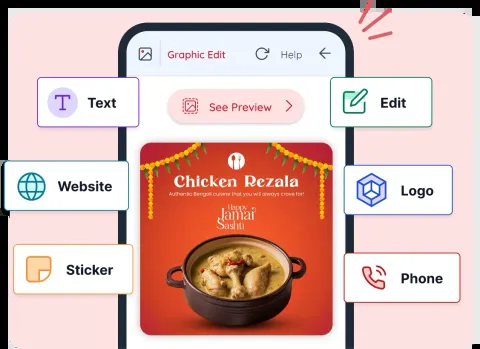 Graphic Edit
Help
Text
See Preview
Edit
Website
Chicken Rezala
Authentic Bengali cuisine that you will always crave for!
Happy
Jamai
Sashti
Logo
Sticker
Phone